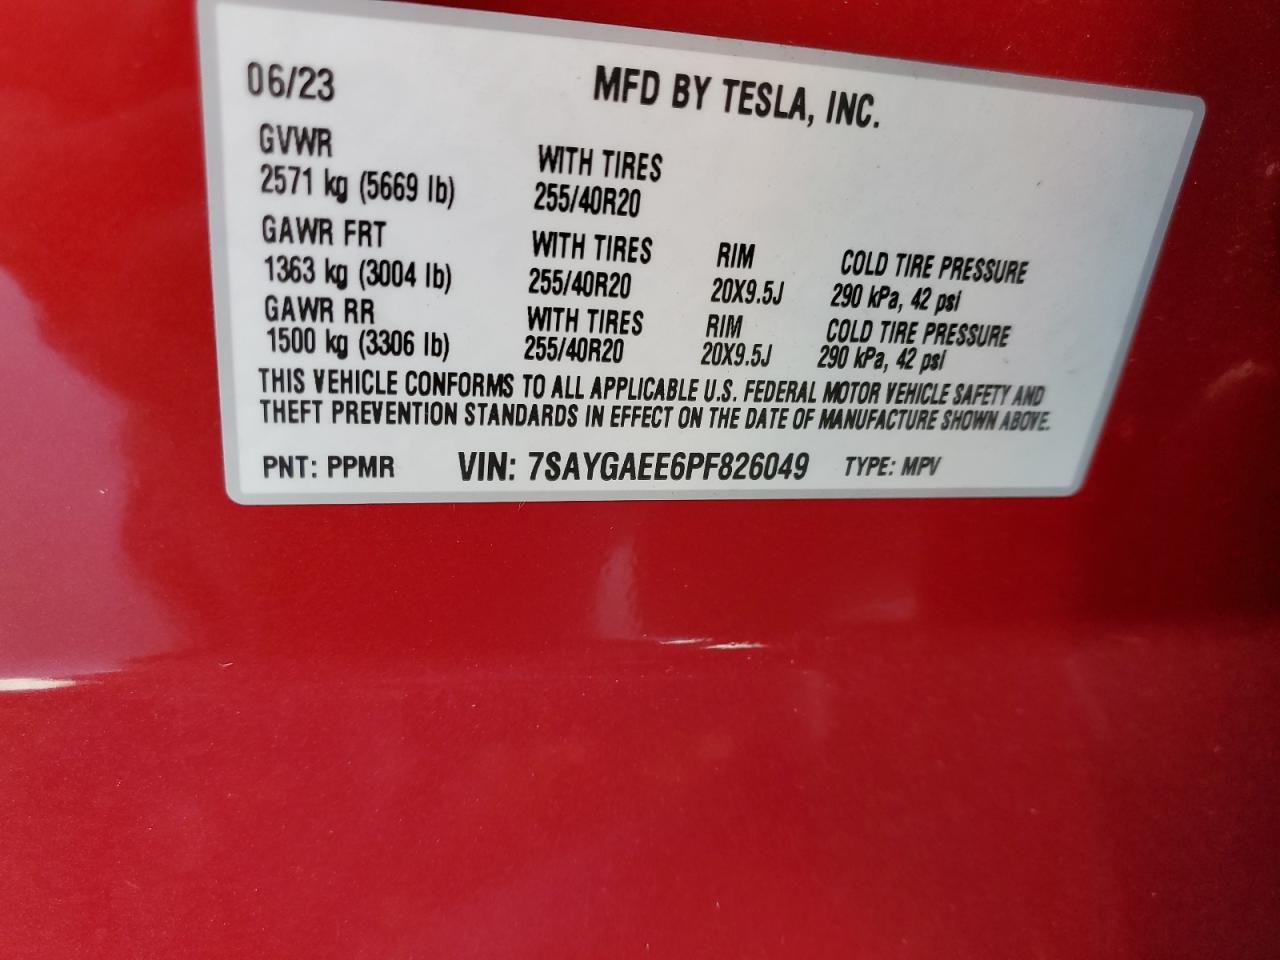 06/23 MFD BY TESLA, INC.
GVWR WITH TIRES
2571 kg (5669 lb) 255/40R20
GAWR FRT WITH TIRES RIM COLD TIRE PRESSURE
1363 kg (3004 lb) 255/40R20 20X9.5J 290 kPa, 42 psi
GAWR RR WITH TIRES RIM COLD TIRE PRESSURE
1500 kg (3306 lb) 255/40R20 20X9.5J 290 kPa, 42 psi
THIS VEHICLE CONFORMS TO ALL APPLICABLE U.S. FEDERAL MOTOR VEHICLE SAFETY AND
THEFT PREVENTION STANDARDS IN EFFECT ON THE DATE OF MANUFACTURE SHOWN ABOVE.
PNT: PPMR VIN: 7SAYGAEE6PF826049 TYPE: MPV